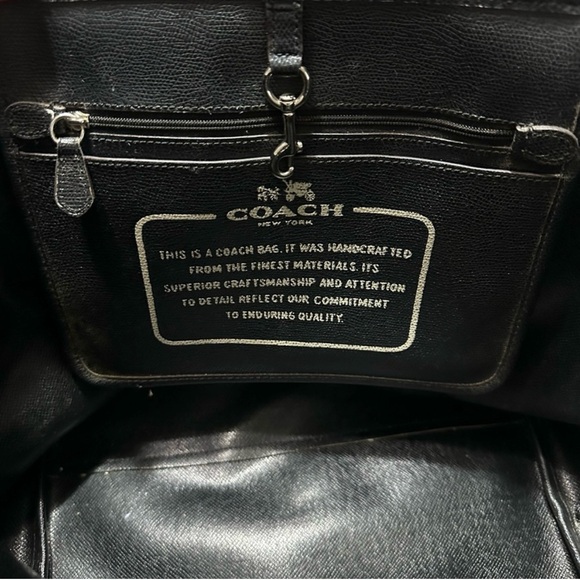 COACH
NEW YORK
THIS IS A COACH BAG. IT WAS HANDCRAFTED
FROM THE FINEST MATERIALS. ITS
SUPERIOR CRAFTSMANSHIP AND ATTENTION
TO DETAIL REFLECT OUR COMMITMENT
TO ENDURING QUALITY.